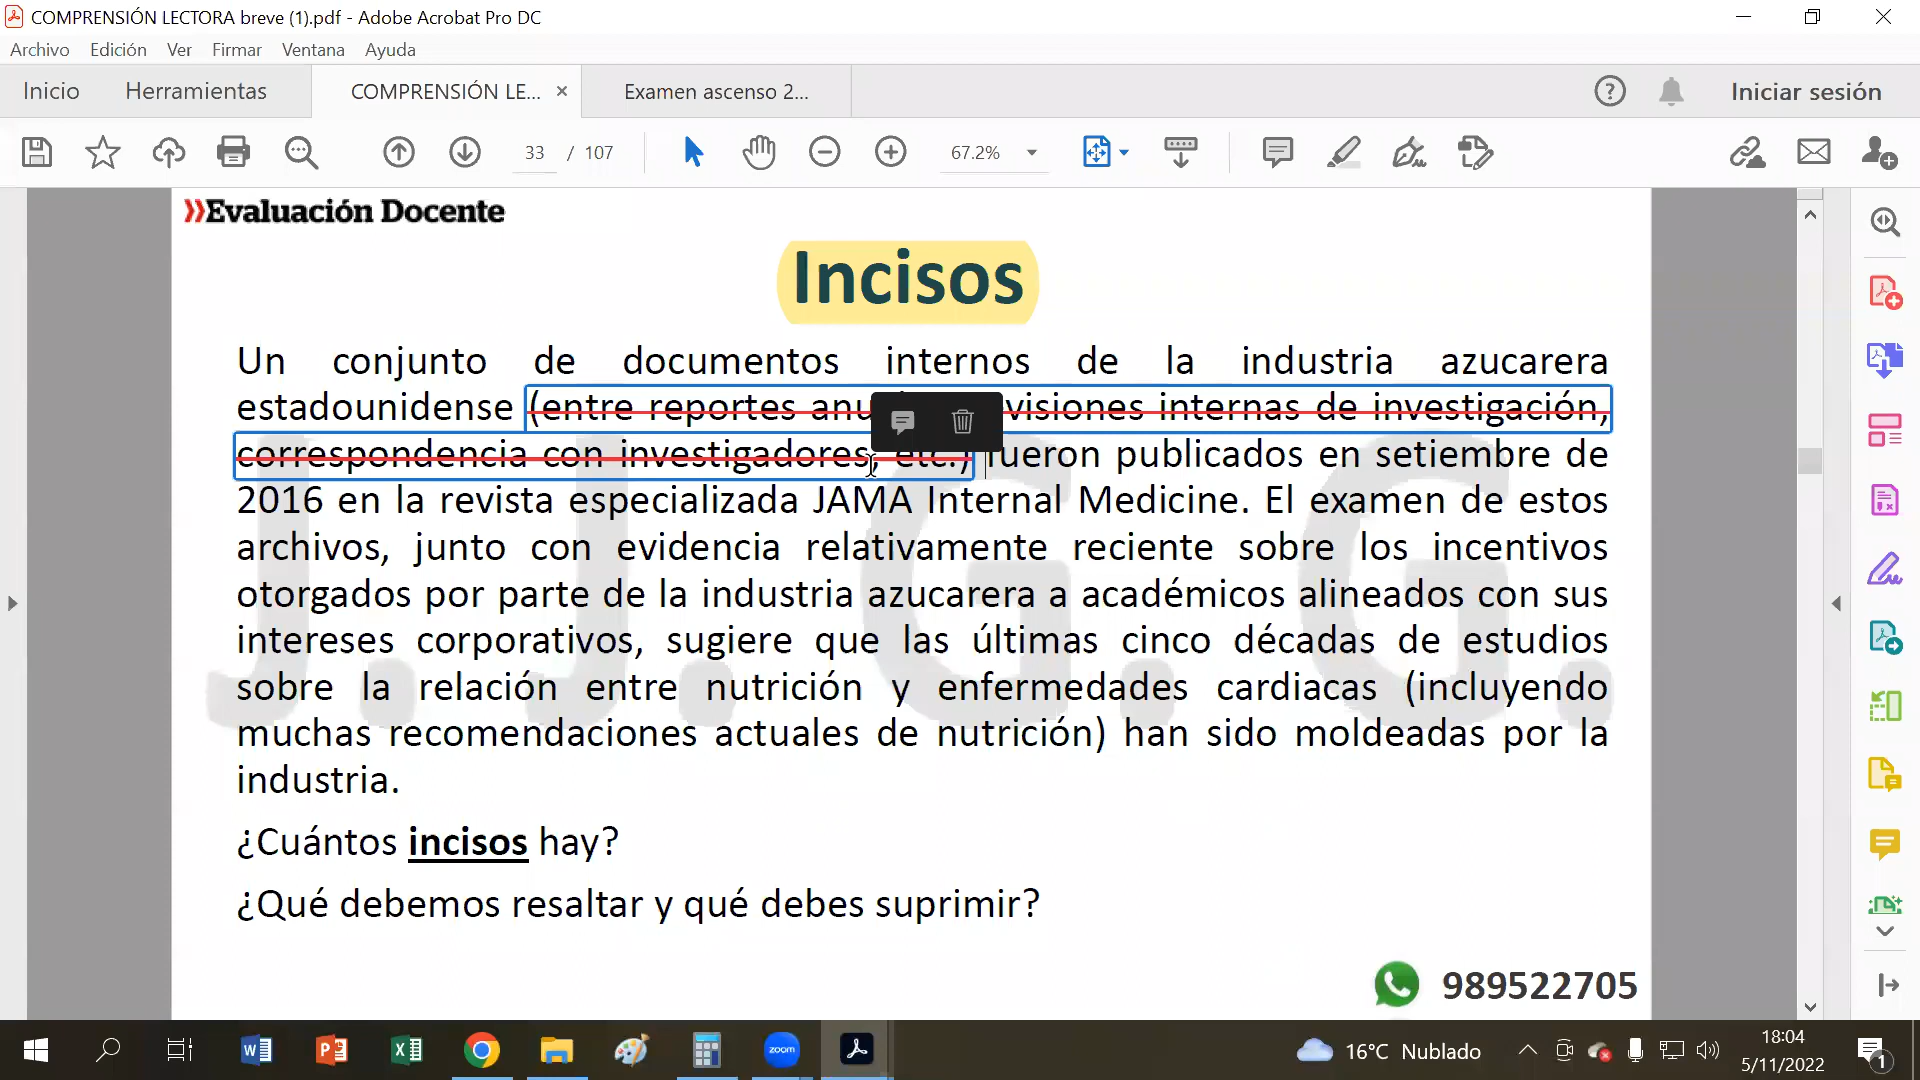 COMPRENSIÓN LECTORA breve (1).pdf - Adobe Acrobat Pro DC
Archivo Edición Ver Firmar Ventana Ayuda
Inicio Herramientas COMPRENSIÓN LE... × Examen ascenso 2... Iniciar sesión
33 / 107 67.2%
Evaluación Docente
Incisos
Un conjunto de documentos internos de la industria azucarera
estadounidense (entre reportes internas de investigación,
correspondencia con investigadores, etc.) fueron publicados en setiembre de
2016 en la revista especializada JAMA Internal Medicine. El examen de estos
archivos, junto con evidencia relativamente reciente sobre los incentivos
otorgados por parte de la industria azucarera a académicos alineados con sus
intereses corporativos, sugiere que las últimas cinco décadas de estudios
sobre la relación entre nutrición y enfermedades cardiacas (incluyendo
muchas recomendaciones actuales de nutrición) han sido moldeadas por la
industria.
¿Cuántos incisos hay?
¿Qué debemos resaltar y qué debes suprimir?
J. J. G. G.
989522705
zoom
16°C Nublado
18:04
5/11/2022
1